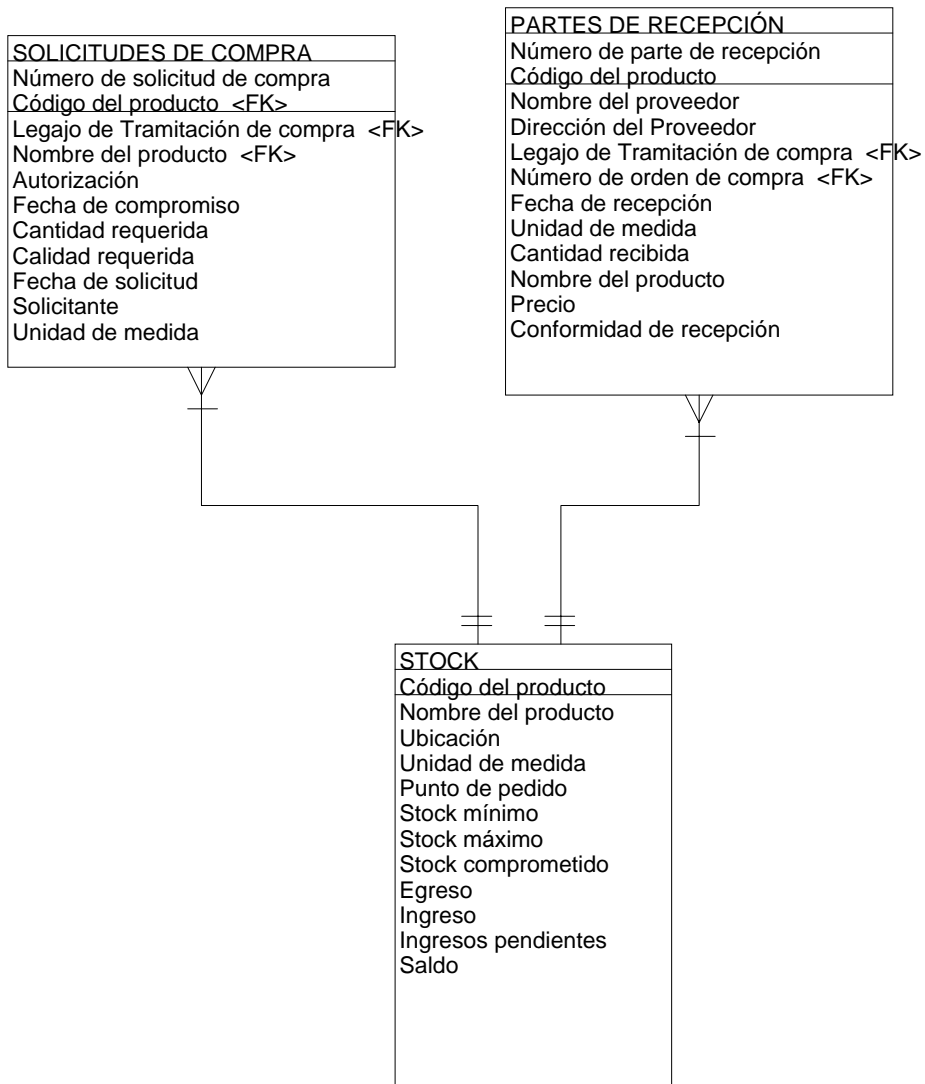 SOLICITUDES DE COMPRA
Número de solicitud de compra
Código del producto <FK>
Legajo de Tramitación de compra <FK>
Nombre del producto <FK>
Autorización
Fecha de compromiso
Cantidad requerida
Calidad requerida
Fecha de solicitud
Solicitante
Unidad de medida
PARTES DE RECEPCIÓN
Número de parte de recepción
Código del producto
Nombre del proveedor
Dirección del Proveedor
Legajo de Tramitación de compra <FK>
Número de orden de compra <FK>
Fecha de recepción
Unidad de medida
Cantidad recibida
Nombre del producto
Precio
Conformidad de recepción
STOCK
Código del producto
Nombre del producto
Ubicación
Unidad de medida
Punto de pedido
Stock mínimo
Stock máximo
Stock comprometido
Egreso
Ingreso
Ingresos pendientes
Saldo